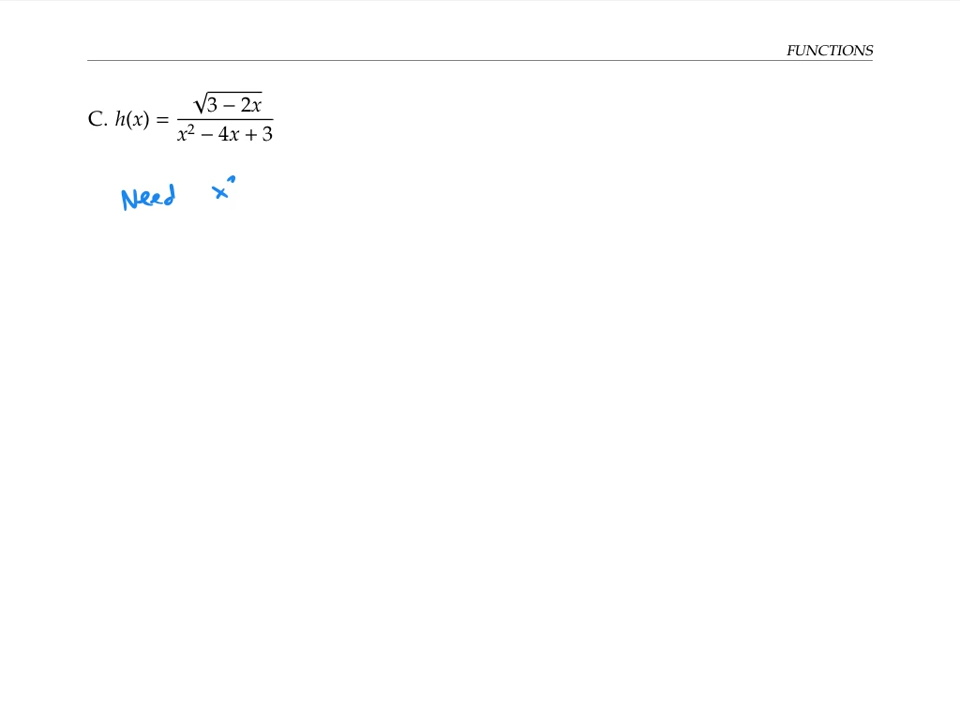 FUNCTIONS
C. h(x) = √(3 − 2x) / (x² − 4x + 3)
Need x